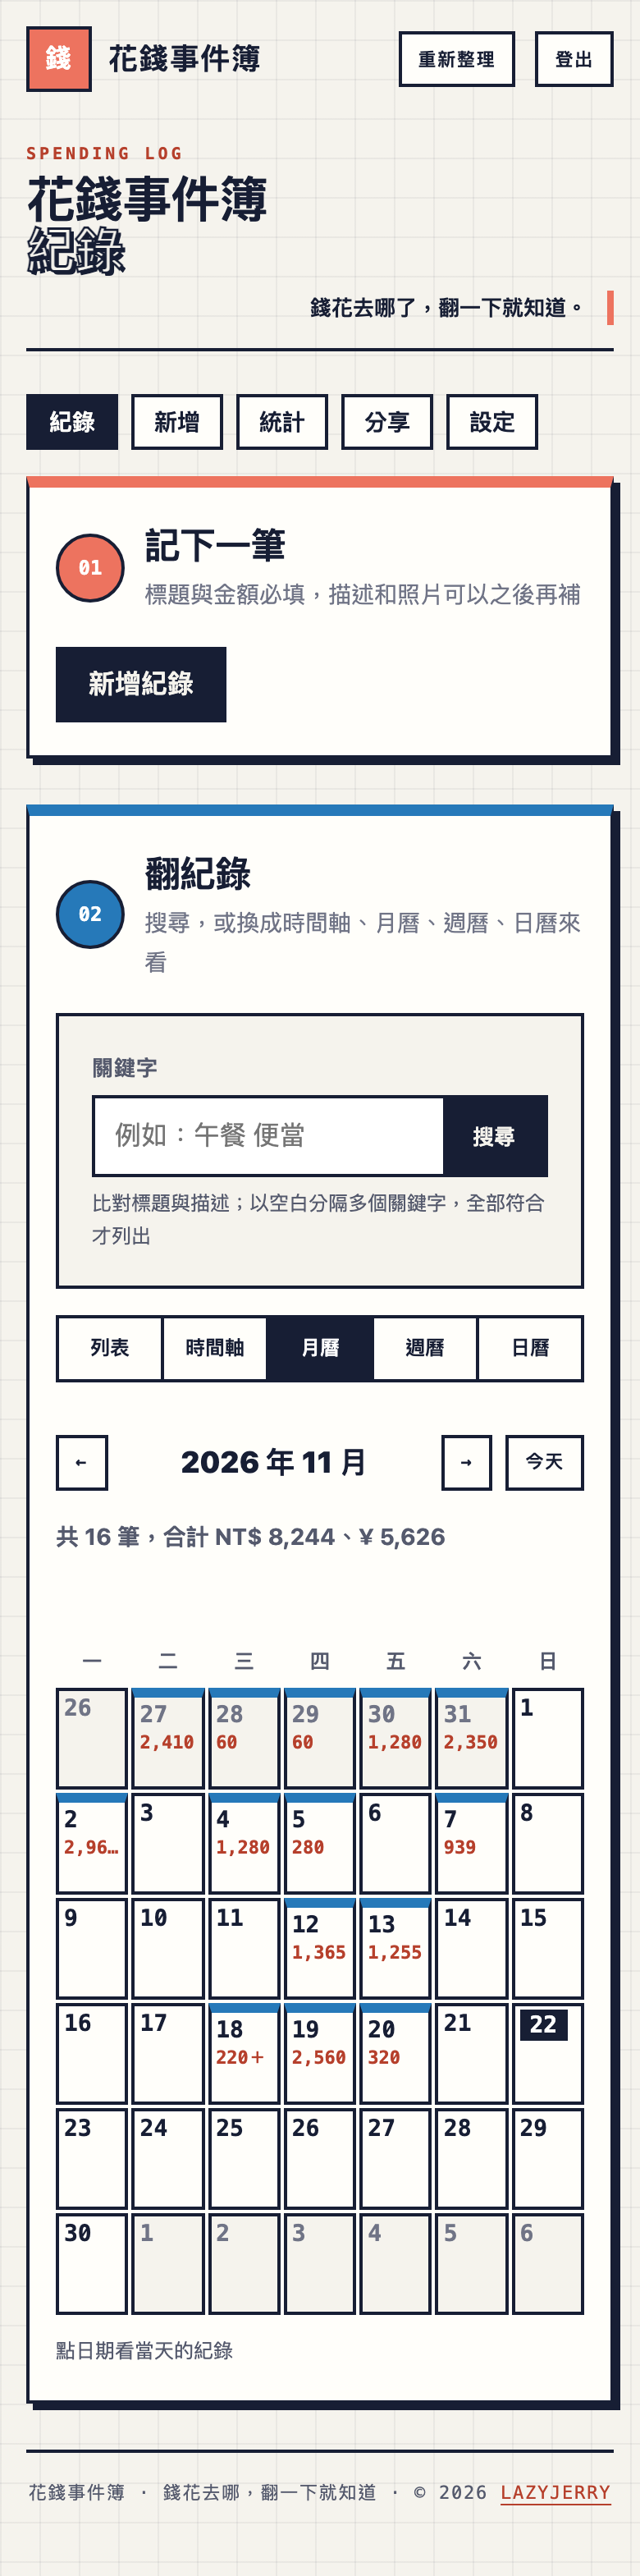 錢 花錢事件簿 重新整理 登出
SPENDING LOG
花錢事件簿
紀錄
錢花去哪了，翻一下就知道。
紀錄 新增 統計 分享 設定
01 記下一筆
標題與金額必填，描述和照片可以之後再補
新增紀錄
02 翻紀錄
搜尋，或換成時間軸、月曆、週曆、日曆來
看
關鍵字
例如：午餐 便當 搜尋
比對標題與描述；以空白分隔多個關鍵字，全部符合
才列出
列表 時間軸 月曆 週曆 日曆
← 2026 年 11 月 → 今天
共 16 筆，合計 NT$ 8,244、¥ 5,626
一 二 三 四 五 六 日
26 27 28 29 30 31 1
2,410 60 60 1,280 2,350
2 3 4 5 6 7 8
2,96… 1,280 280 939
9 10 11 12 13 14 15
1,365 1,255
16 17 18 19 20 21 22
220+ 2,560 320
23 24 25 26 27 28 29
30 1 2 3 4 5 6
點日期看當天的紀錄
花錢事件簿 · 錢花去哪，翻一下就知道 · © 2026 LAZYJERRY